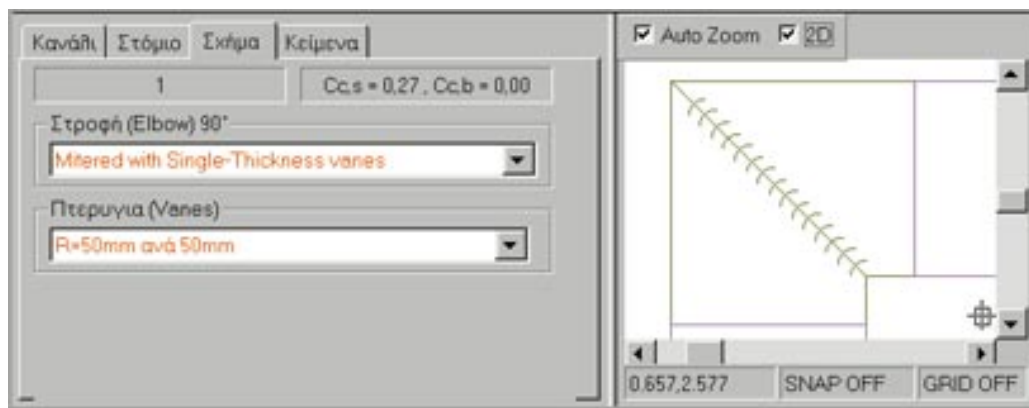 Κανάλι Στόμιο Σχήμα Κείμενα
1 Cc,s = 0,27 , Cc,b = 0,00
Στροφή (Elbow) 90°
Mitered with Single-Thickness vanes
Πτερυγια (Vanes)
R=50mm ανά 50mm
Auto Zoom 2D
0.657,2.577 SNAP OFF GRID OFF